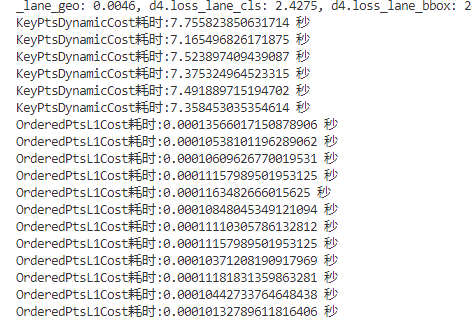 _lane_geo: 0.0046, d4.loss_lane_cls: 2.4275, d4.loss_lane_bbox: 2
KeyPtsDynamicCost耗时:7.755823850631714 秒
KeyPtsDynamicCost耗时:7.165496826171875 秒
KeyPtsDynamicCost耗时:7.523897409439087 秒
KeyPtsDynamicCost耗时:7.375324964523315 秒
KeyPtsDynamicCost耗时:7.491889715194702 秒
KeyPtsDynamicCost耗时:7.358453035354614 秒
OrderedPtsL1Cost耗时:0.00013566017150878906 秒
OrderedPtsL1Cost耗时:0.00010538101196289062 秒
OrderedPtsL1Cost耗时:0.00010609626770019531 秒
OrderedPtsL1Cost耗时:0.00011157989501953125 秒
OrderedPtsL1Cost耗时:0.0001163482666015625 秒
OrderedPtsL1Cost耗时:0.00010848045349121094 秒
OrderedPtsL1Cost耗时:0.00011110305786132812 秒
OrderedPtsL1Cost耗时:0.00011157989501953125 秒
OrderedPtsL1Cost耗时:0.00010371208190917969 秒
OrderedPtsL1Cost耗时:0.00011181831359863281 秒
OrderedPtsL1Cost耗时:0.00010442733764648438 秒
OrderedPtsL1Cost耗时:0.00010132789611816406 秒